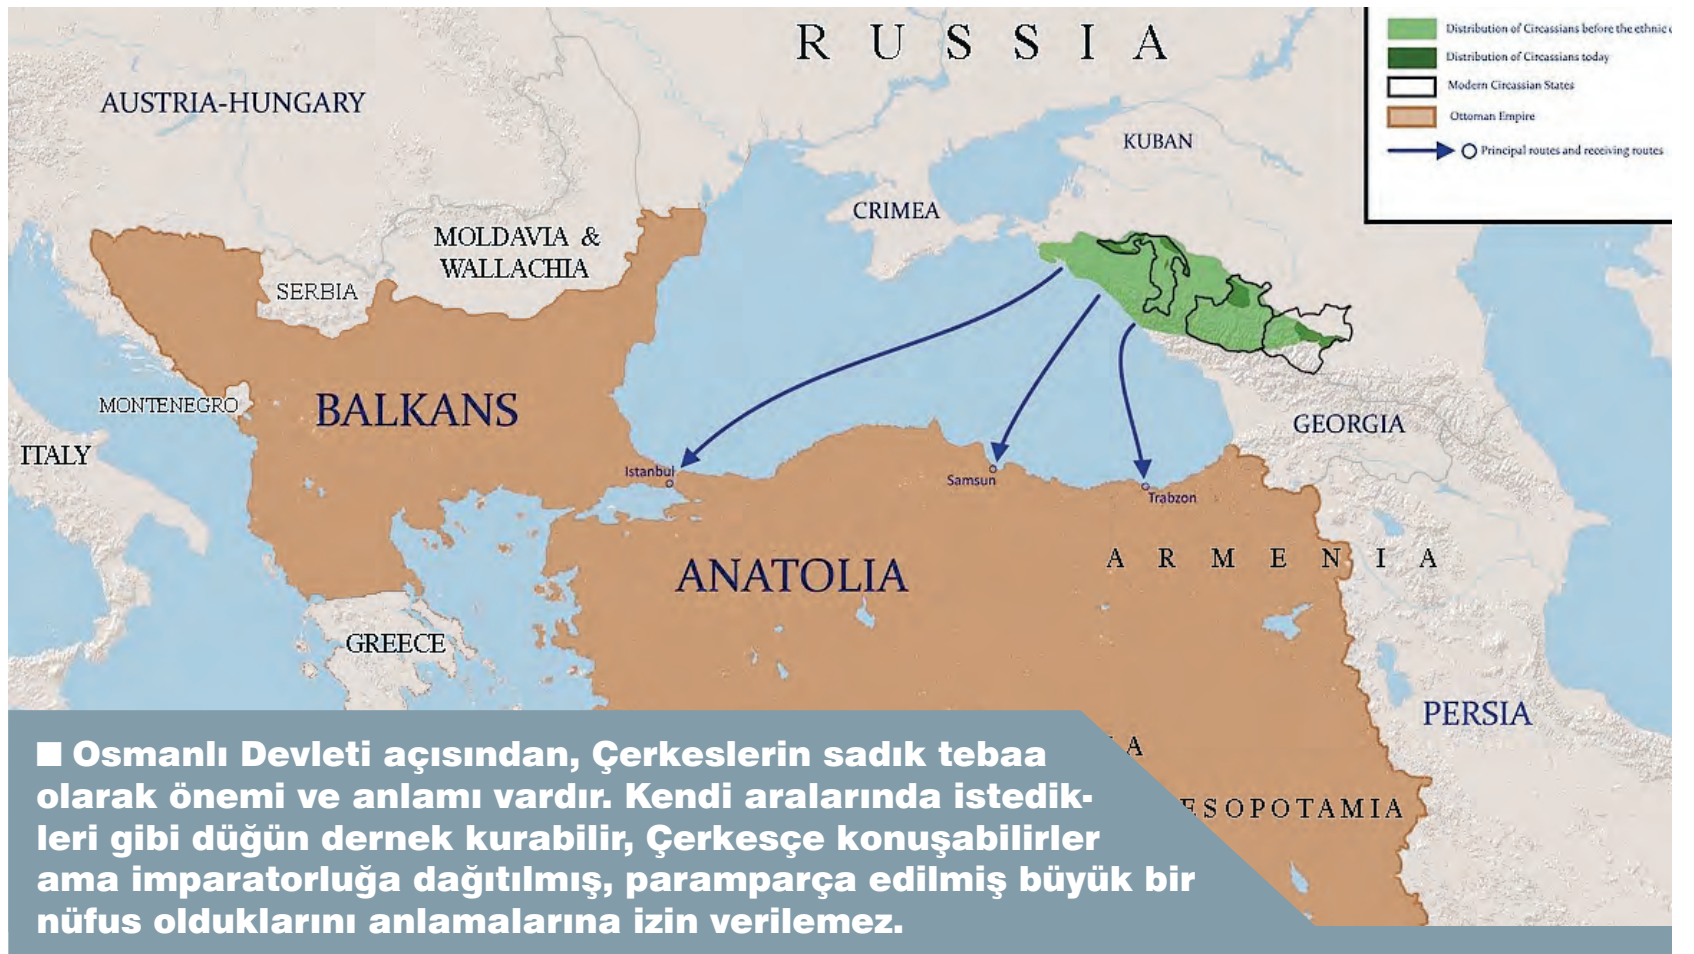 RUSSIA
Distribution of Circassians before the ethnic
Distribution of Circassians today
Modern Circassian States
Ottoman Empire
Principal routes and receiving routes
AUSTRIA-HUNGARY
KUBAN
CRIMEA
MOLDAVIA &
WALLACHIA
SERBIA
MONTENEGRO
BALKANS
GEORGIA
ITALY
Istanbul
Samsun
Trabzon
ANATOLIA
ARMENIA
GREECE
PERSIA
■ Osmanlı Devleti açısından, Çerkeslerin sadık tebaa
olarak önemi ve anlamı vardır. Kendi aralarında istedik-
leri gibi düğün dernek kurabilir, Çerkesçe konuşabilirler
ama imparatorluğa dağıtılmış, paramparça edilmiş büyük bir
nüfus olduklarını anlamalarına izin verilemez.
A
ESOPOTAMIA